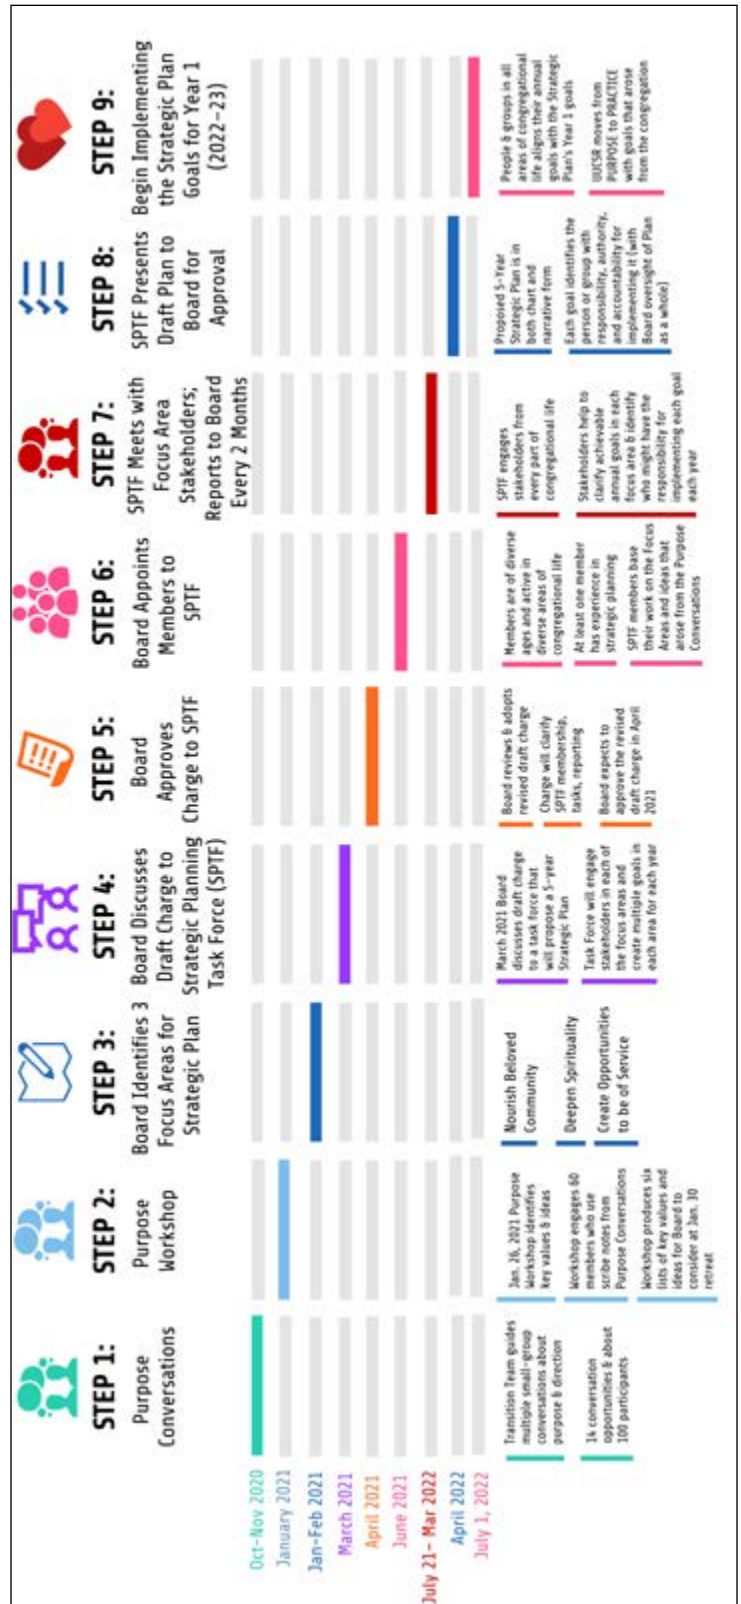 STEP 1:
Purpose
Conversations
STEP 2:
Purpose
Workshop
STEP 3:
Board Identifies 3
Focus Areas for
Strategic Plan
STEP 4:
Board Discusses
Draft Charge to
Strategic Planning
Task Force (SPTF)
STEP 5:
Board
Approves
Charge to SPTF
STEP 6:
Board Appoints
Members to
SPTF
STEP 7:
SPTF Meets with
Focus Area
Stakeholders;
Reports to Board
Every 2 Months
STEP 8:
SPTF Presents
Draft Plan to
Board for
Approval
STEP 9:
Begin Implementing
the Strategic Plan
Goals for Year 1
(2022-23)
Oct-Nov 2020
January 2021
Jan-Feb 2021
March 2021
April 2021
June 2021
July 21- Mar 2022
April 2022
July 1, 2022
Transition Team guides
multiple small-group
conversations about
purpose & direction
14 conversation
opportunities & about
100 participants
Jan. 26, 2021 Purpose
Workshop identifies
key values & ideas
Workshop engages 60
members who use
scribe notes from
Purpose Conversations
Workshop produces six
lists of key values and
ideas for Board to
consider at Jan. 30
retreat
Nourish Beloved
Community
Deepen Spirituality
Create Opportunities
to be of Service
March 2021 Board
discusses draft charge
to a task force that
will propose a 5-year
Strategic Plan
Task Force will engage
stakeholders in each of
the focus areas and
create multiple goals in
each area for each year
Board reviews & adopts
revised draft charge
Charge will clarify
SPTF membership,
tasks, reporting
Board expects to
approve the revised
draft charge in April
2021
Members are of diverse
ages and active in
diverse areas of
congregational life
At least one member
has experience in
strategic planning
SPTF members base
their work on the Focus
Areas and ideas that
arose from the Purpose
Conversations
SPTF engages
stakeholders from
every part of
congregational life
Stakeholders help to
clarify achievable
annual goals in each
focus area & identify
who might have the
responsibility for
implementing each goal
each year
Proposed 5-Year
Strategic Plan is in
both chart and
narrative form
Each goal identifies the
person or group with
responsibility, authority,
and accountability for
implementing it (with
Board oversight of Plan
as a whole)
People & groups in all
areas of congregational
life aligns their annual
goals with the Strategic
Plan's Year 1 goals
UUCSR moves from
PURPOSE to PRACTICE
with goals that arose
from the congregation